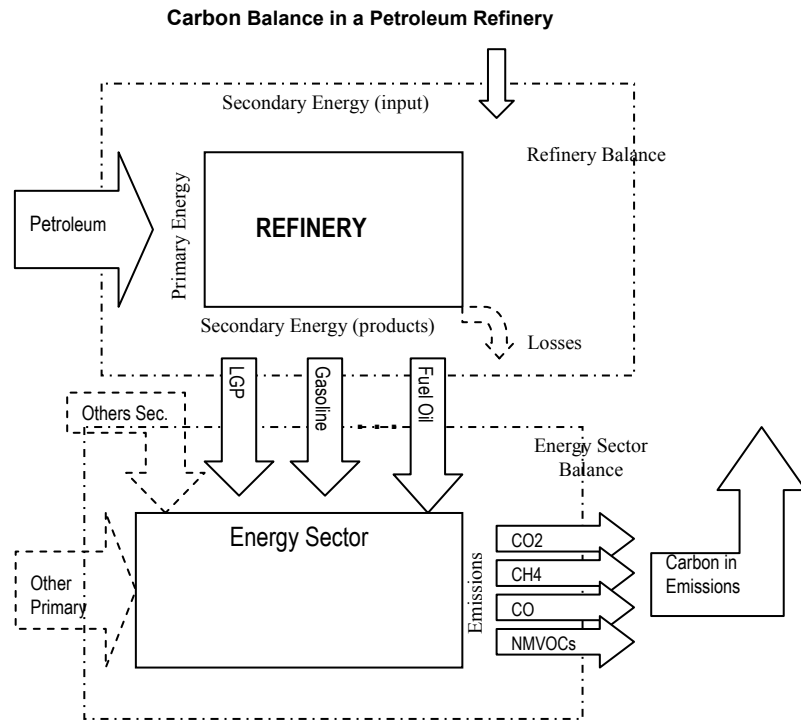 Carbon Balance in a Petroleum Refinery
Secondary Energy (input)
Refinery Balance
Petroleum
Primary Energy
REFINERY
Secondary Energy (products)
Losses
LGP
Gasoline
Fuel Oil
Others Sec.
Energy Sector
Balance
Energy Sector
Other
Primary
Emissions
CO2
CH4
CO
NMVOCs
Carbon in
Emissions